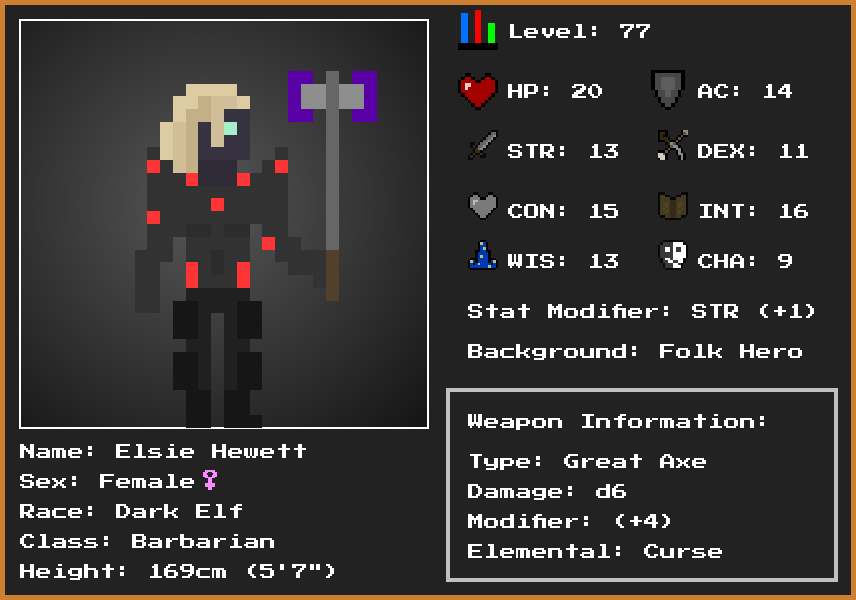 Level: 77
HP: 20
AC: 14
STR: 13
DEX: 11
CON: 15
INT: 16
WIS: 13
CHA: 9
Stat Modifier: STR (+1)
Background: Folk Hero
Weapon Information:
Type: Great Axe
Damage: d6
Modifier: (+4)
Elemental: Curse
Name: Elsie Hewett
Sex: Female♀
Race: Dark Elf
Class: Barbarian
Height: 169cm (5'7")